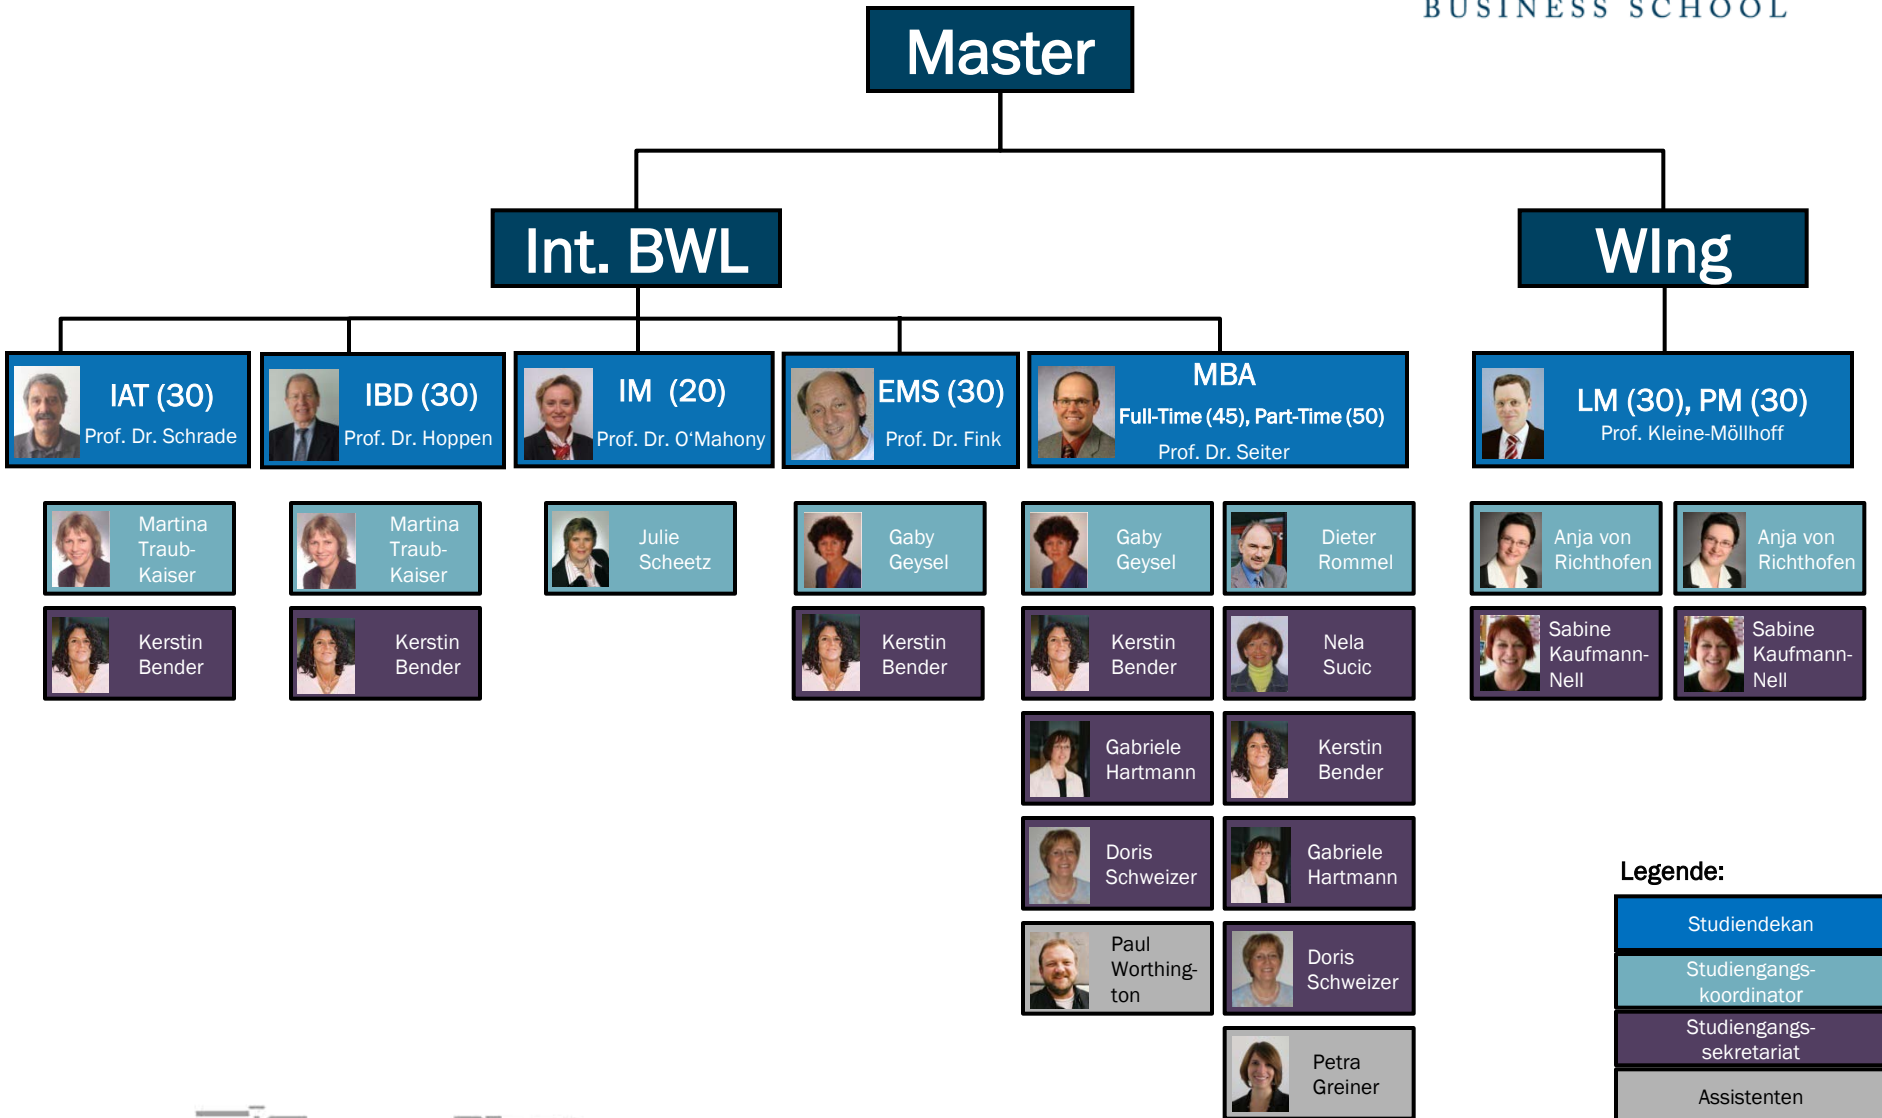 BUSINESS SCHOOL
Master
Int. BWL
WIng
IAT (30)
Prof. Dr. Schrade
IBD (30)
Prof. Dr. Hoppen
IM (20)
Prof. Dr. O‘Mahony
EMS (30)
Prof. Dr. Fink
MBA
Full-Time (45), Part-Time (50)
Prof. Dr. Seiter
LM (30), PM (30)
Prof. Kleine-Möllhoff
Martina
Traub-
Kaiser
Martina
Traub-
Kaiser
Julie
Scheetz
Gaby
Geysel
Gaby
Geysel
Dieter
Rommel
Anja von
Richthofen
Anja von
Richthofen
Kerstin
Bender
Kerstin
Bender
Kerstin
Bender
Kerstin
Bender
Nela
Sucic
Sabine
Kaufmann-
Nell
Sabine
Kaufmann-
Nell
Gabriele
Hartmann
Kerstin
Bender
Doris
Schweizer
Gabriele
Hartmann
Paul
Worthing-
ton
Doris
Schweizer
Petra
Greiner
Legende:
Studiendekan
Studiengangs-
koordinator
Studiengangs-
sekretariat
Assistenten